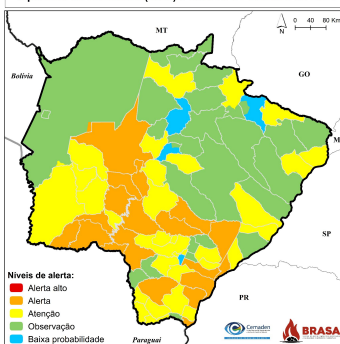 MT
N
0 40 80 Km
Bolívia
GO
SP
PR
Paraguai
Níveis de alerta:
Alerta alto
Alerta
Atenção
Observação
Baixa probabilidade
Cemaden
BRASA